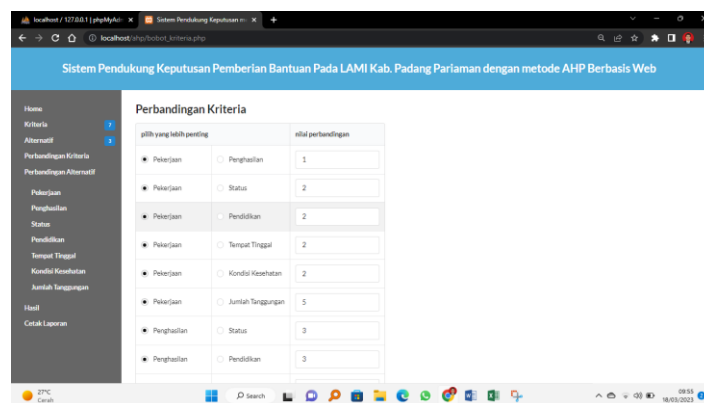 localhost / 127.0.0.1 | phpMyAd
Sistem Pendukung Keputusan
localhost/ahp/bobot_kriteria.php
Sistem Pendukung Keputusan Pemberian Bantuan Pada LAMI Kab. Padang Pariaman dengan metode AHP Berbasis Web
Home
Kriteria 7
Alternatif 3
Perbandingan Kriteria
Perbandingan Alternatif
Pekerjaan
Penghasilan
Status
Pendidikan
Tempat Tinggal
Kondisi Kesehatan
Jumlah Tanggungan
Hasil
Cetak Laporan
Perbandingan Kriteria
pilih yang lebih penting nilai perbandingan
Pekerjaan Penghasilan 1
Pekerjaan Status 2
Pekerjaan Pendidikan 2
Pekerjaan Tempat Tinggal 2
Pekerjaan Kondisi Kesehatan 2
Pekerjaan Jumlah Tanggungan 5
Penghasilan Status 3
Penghasilan Pendidikan 3
27°C
Cerah
Search
09:55
18/03/2023